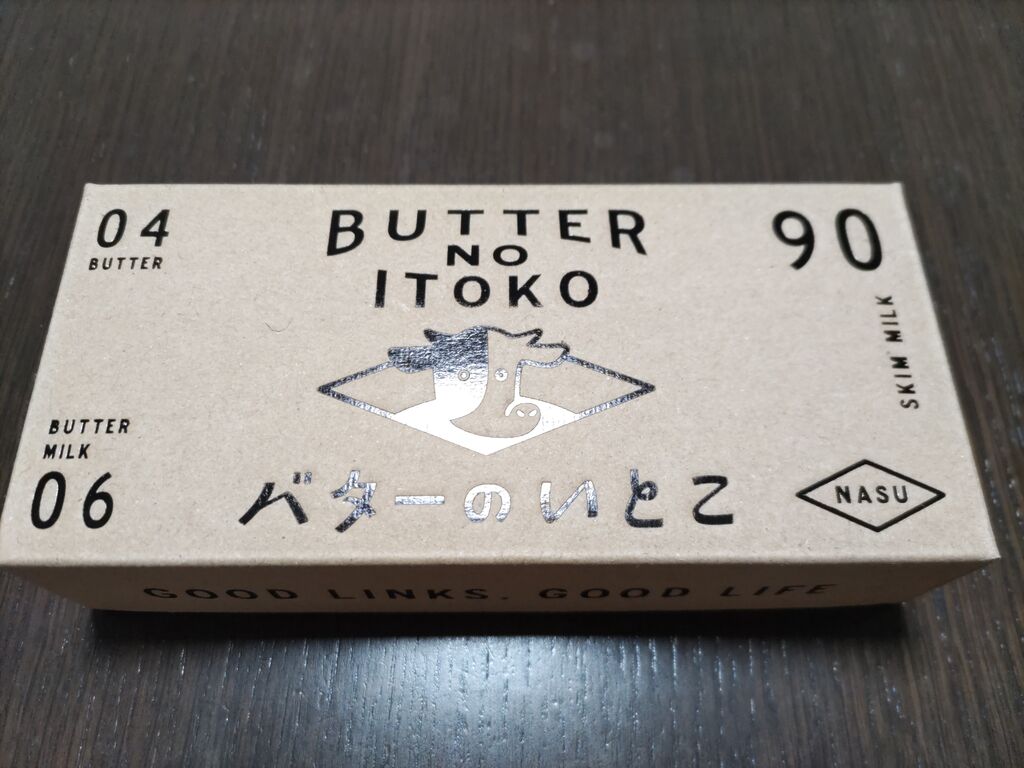 04
BUTTER
BUTTER
NO
ITOKO
90
SKIM MILK
BUTTER
MILK
06
バターのいとこ
NASU
GOOD LINKS. GOOD LIFE